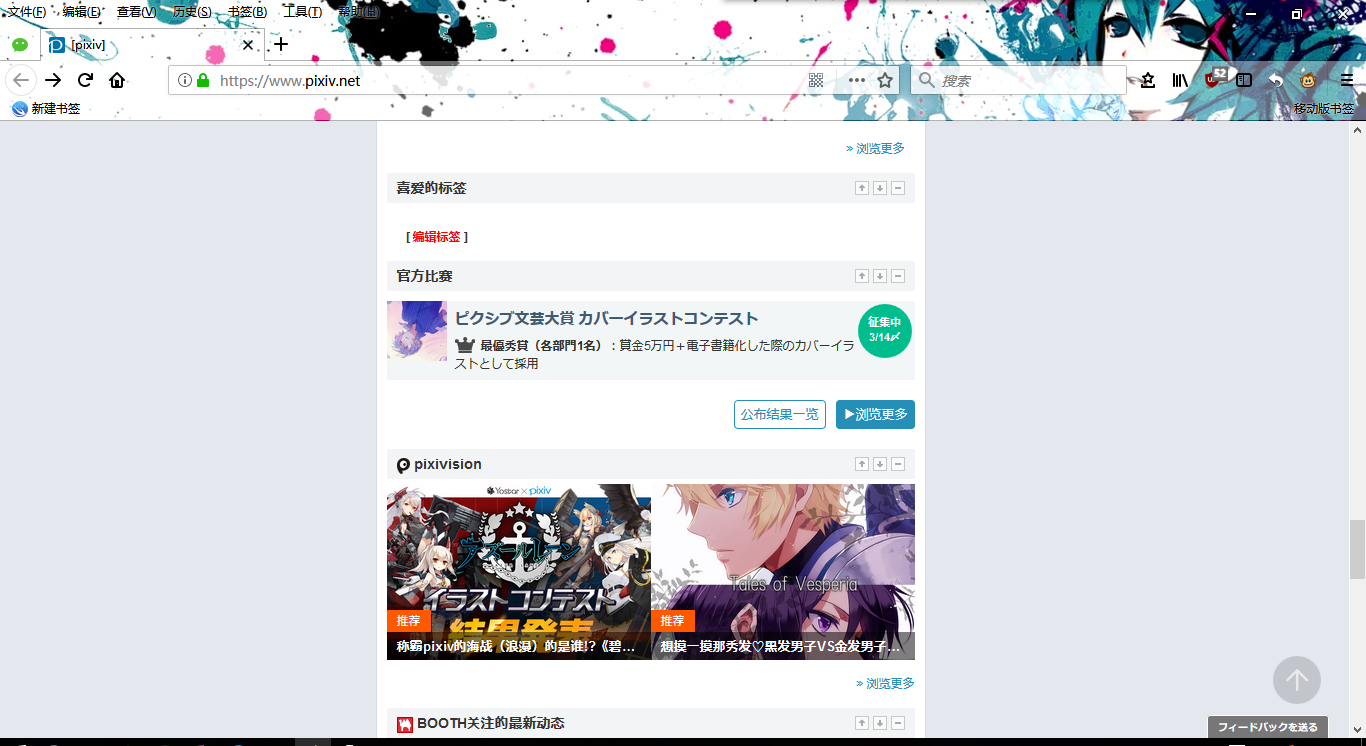 文件(F) 编辑(E) 查看(V) 历史(S) 书签(B) 工具(T) 帮助(H)
[pixiv]
https://www.pixiv.net
搜索
52
新建书签
移动版书签
» 浏览更多
喜爱的标签
[ 编辑标签 ]
官方比赛
ピクシブ文芸大賞 カバーイラストコンテスト
征集中
3/14〆
最優秀賞（各部門1名）：賞金5万円＋電子書籍化した際のカバーイラ
ストとして採用
公布结果一览
▶浏览更多
pixivision
Yostar × pixiv
アズールレーン
イラストコンテスト
結果発表
推荐
称霸pixiv的海战（浪漫）的是谁!?《碧...
Tales of Vesperia
推荐
想摸一摸那秀发♡黑发男子VS金发男子...
» 浏览更多
BOOTH关注的最新动态
フィードバックを送る